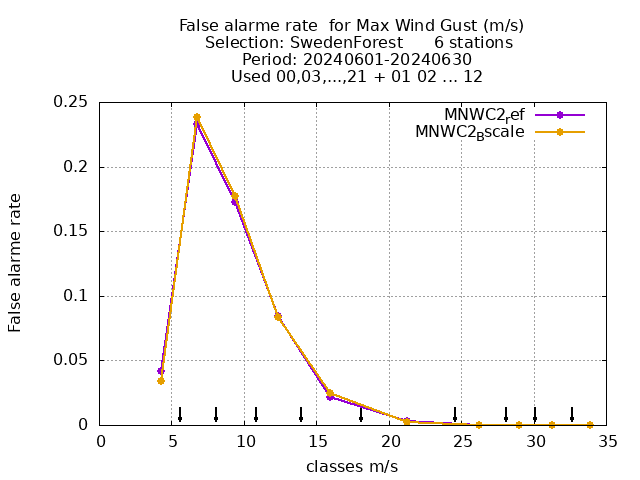 False alarme rate  for Max Wind Gust (m/s)
Selection: SwedenForest      6 stations
Period: 20240601-20240630
Used 00,03,...,21 + 01 02 ... 12
MNWC2ref
MNWC2Bscale
False alarme rate
0.25
0.2
0.15
0.1
0.05
0
0 5 10 15 20 25 30 35
classes m/s